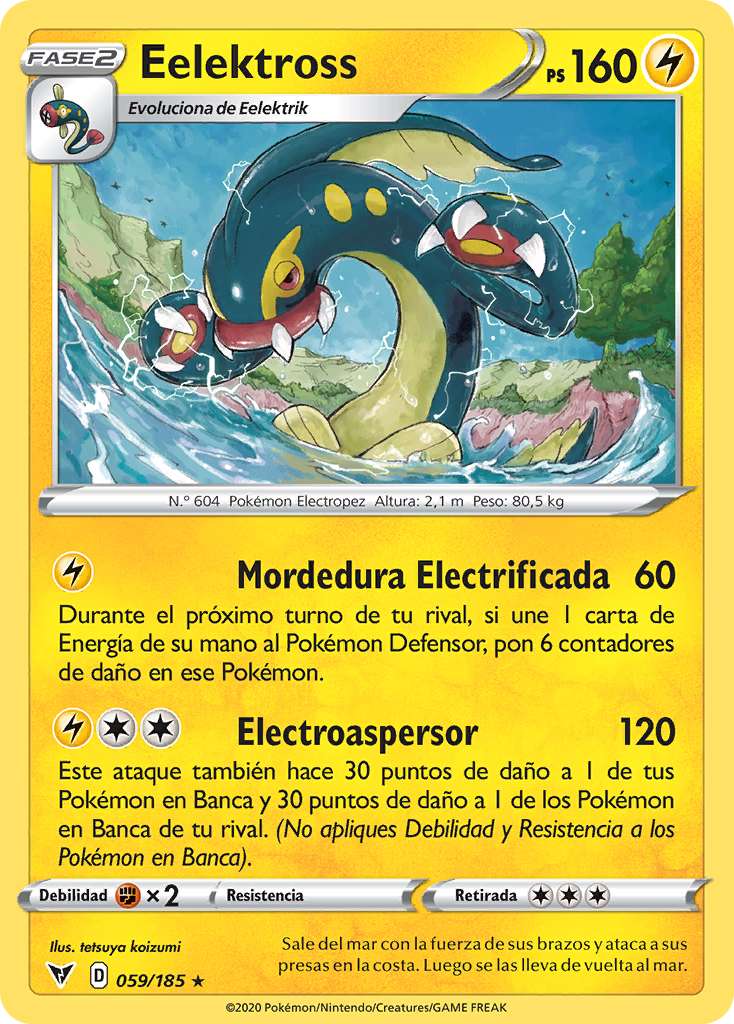 FASE2
Eelektross
PS 160
Evoluciona de Eelektrik
N.º 604 Pokémon Electropez Altura: 2,1 m Peso: 80,5 kg
Mordedura Electrificada 60
Durante el próximo turno de tu rival, si une 1 carta de
Energía de su mano al Pokémon Defensor, pon 6 contadores
de daño en ese Pokémon.
Electroaspersor 120
Este ataque también hace 30 puntos de daño a 1 de tus
Pokémon en Banca y 30 puntos de daño a 1 de los Pokémon
en Banca de tu rival. (No apliques Debilidad y Resistencia a los
Pokémon en Banca).
Debilidad ×2 Resistencia Retirada
Ilus. tetsuya koizumi
Sale del mar con la fuerza de sus brazos y ataca a sus
presas en la costa. Luego se las lleva de vuelta al mar.
D 059/185 ★
©2020 Pokémon/Nintendo/Creatures/GAME FREAK